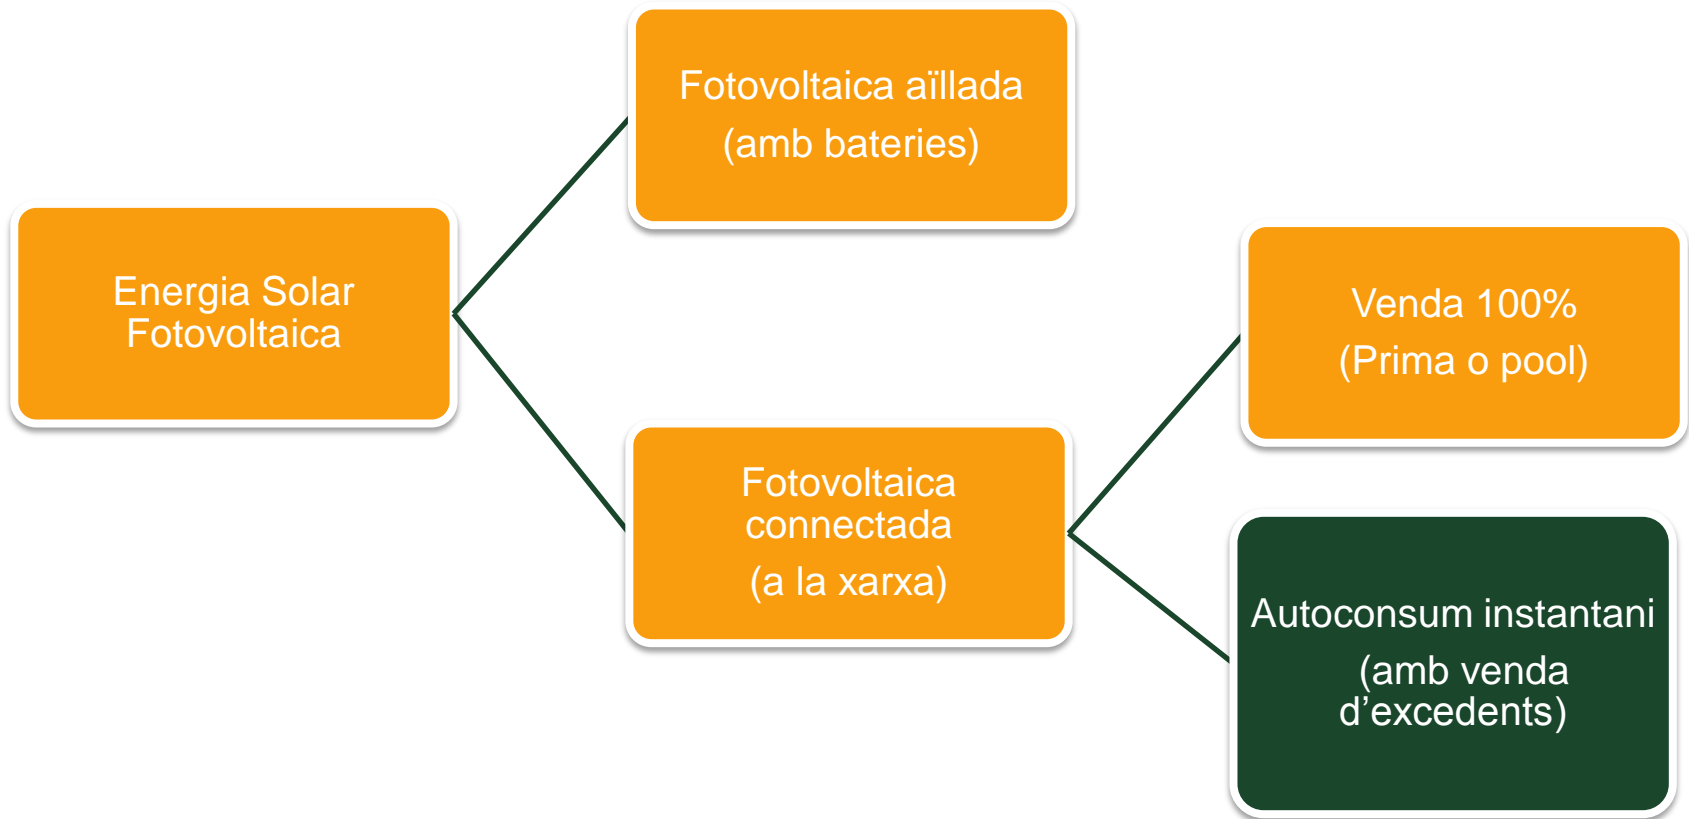 Fotovoltaica aïllada
(amb bateries)
Energia Solar
Fotovoltaica
Venda 100%
(Prima o pool)
Fotovoltaica
connectada
(a la xarxa)
Autoconsum instantani
(amb venda
d’excedents)